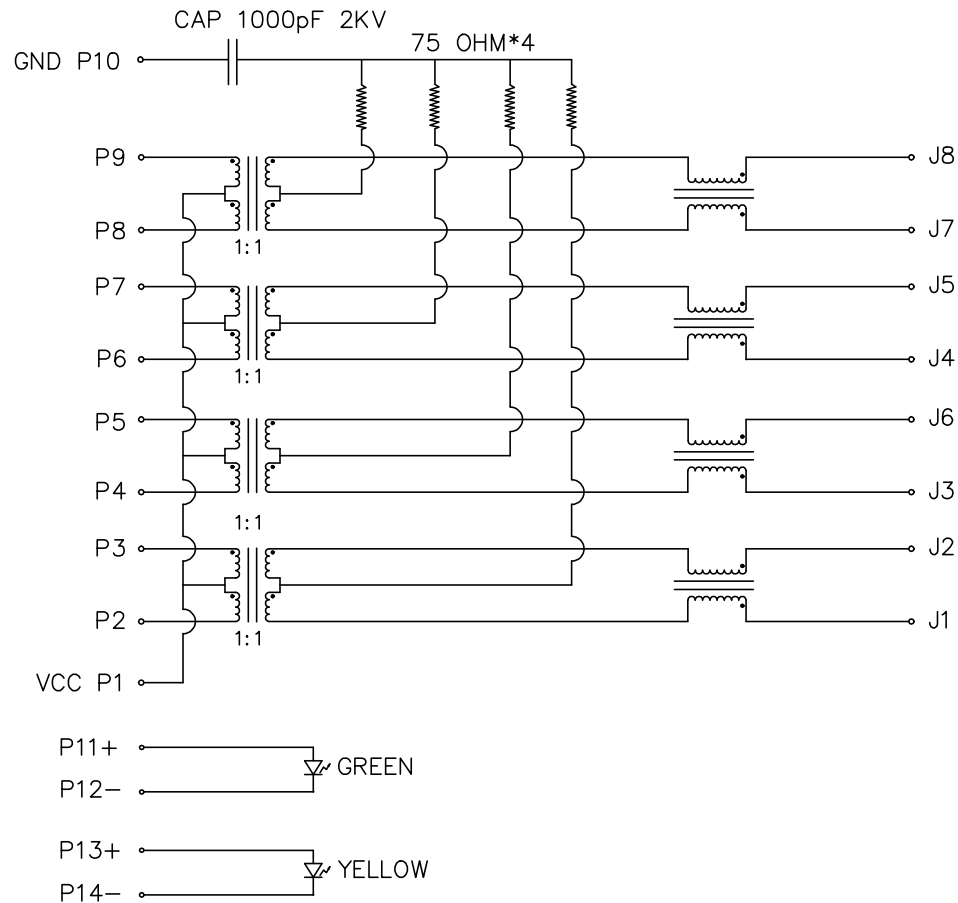 CAP 1000pF 2KV
75 OHM*4
GND P10
P9
J8
P8
J7
1:1
P7
J5
P6
J4
1:1
P5
J6
P4
J3
1:1
P3
J2
P2
J1
1:1
VCC P1
P11+
GREEN
P12-
P13+
YELLOW
P14-